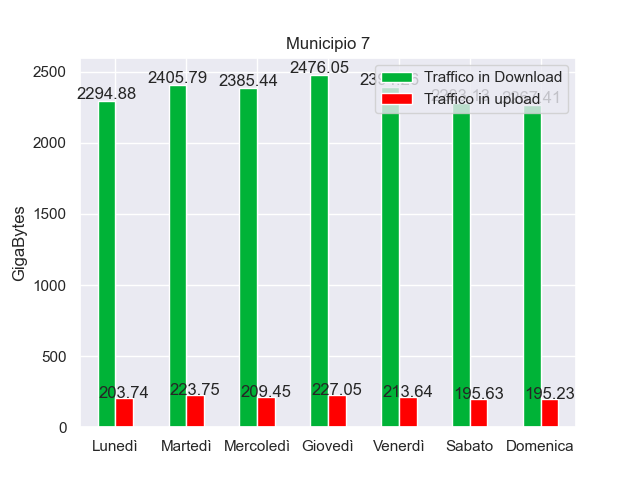 Municipio 7
2294.88
2405.79
2385.44
2476.05
2267.41
Traffico in Download
Traffico in upload
GigaBytes
2500
2000
1500
1000
500
0
203.74
223.75
209.45
227.05
213.64
195.63
195.23
Lunedì
Martedì
Mercoledì
Giovedì
Venerdì
Sabato
Domenica